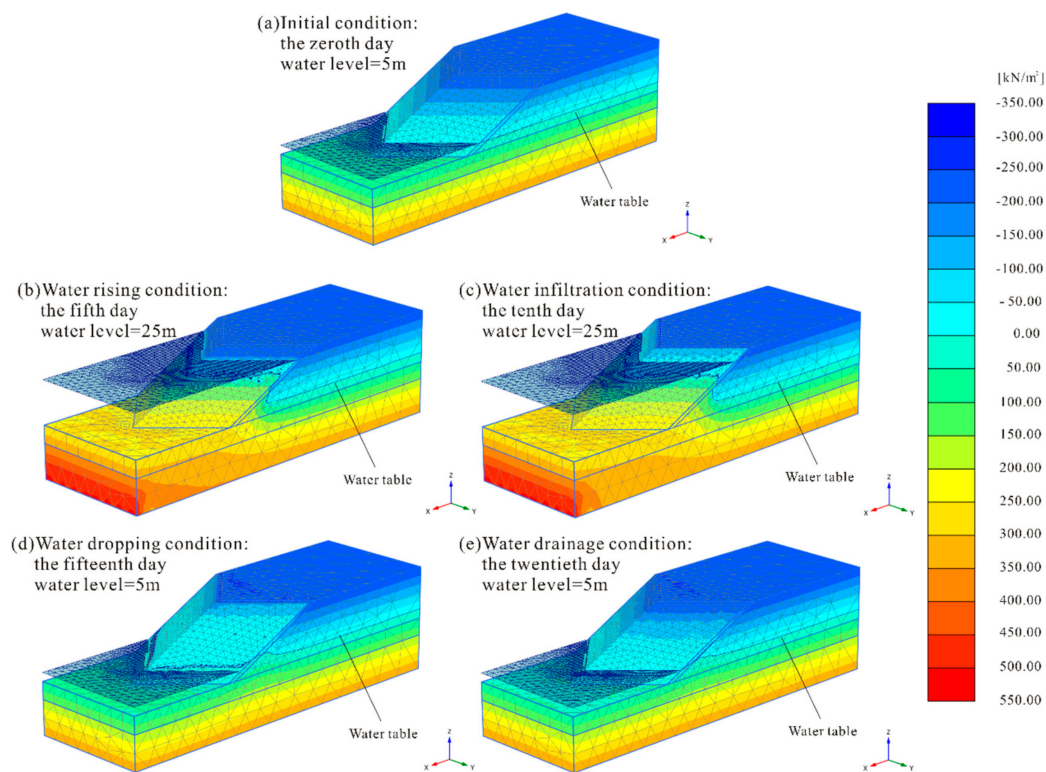 (a)Initial condition:
the zeroth day
water level=5m
Water table
X
Y
Z
(b)Water rising condition:
the fifth day
water level=25m
Water table
X
Y
Z
(c)Water infiltration condition:
the tenth day
water level=25m
Water table
X
Y
Z
(d)Water dropping condition:
the fifteenth day
water level=5m
Water table
X
Y
Z
(e)Water drainage condition:
the twentieth day
water level=5m
Water table
X
Y
Z
[kN/m²]
-350.00
-300.00
-250.00
-200.00
-150.00
-100.00
- 50.00
0.00
50.00
100.00
150.00
200.00
250.00
300.00
350.00
400.00
450.00
500.00
550.00